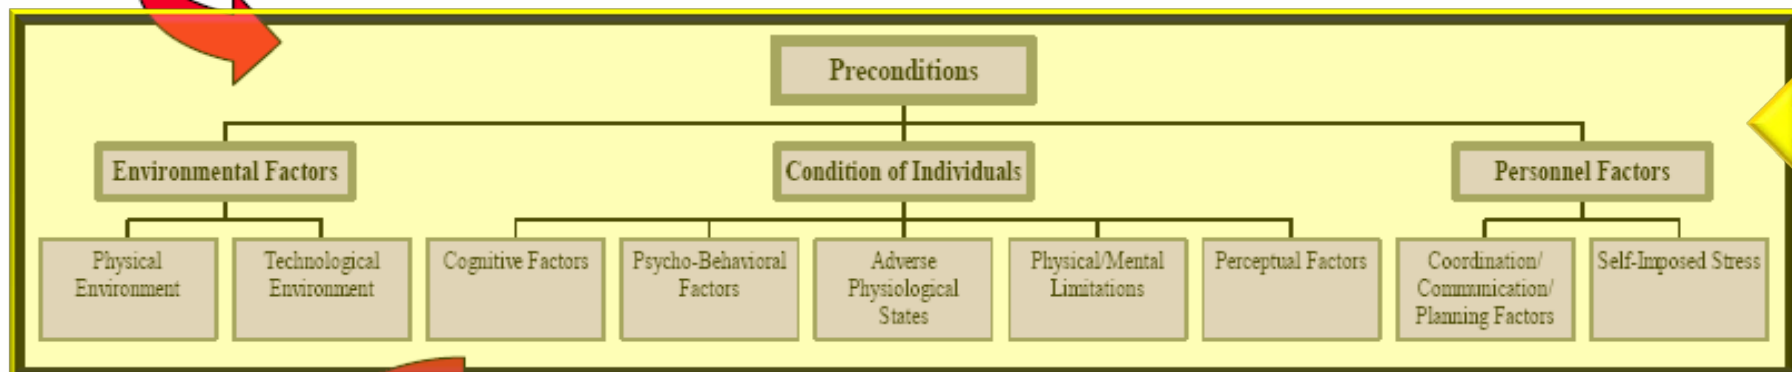 Preconditions
Environmental Factors
Condition of Individuals
Personnel Factors
Physical
Environment
Technological
Environment
Cognitive Factors
Psycho-Behavioral
Factors
Adverse
Physiological
States
Physical/Mental
Limitations
Perceptual Factors
Coordination/
Communication/
Planning Factors
Self-Imposed Stress